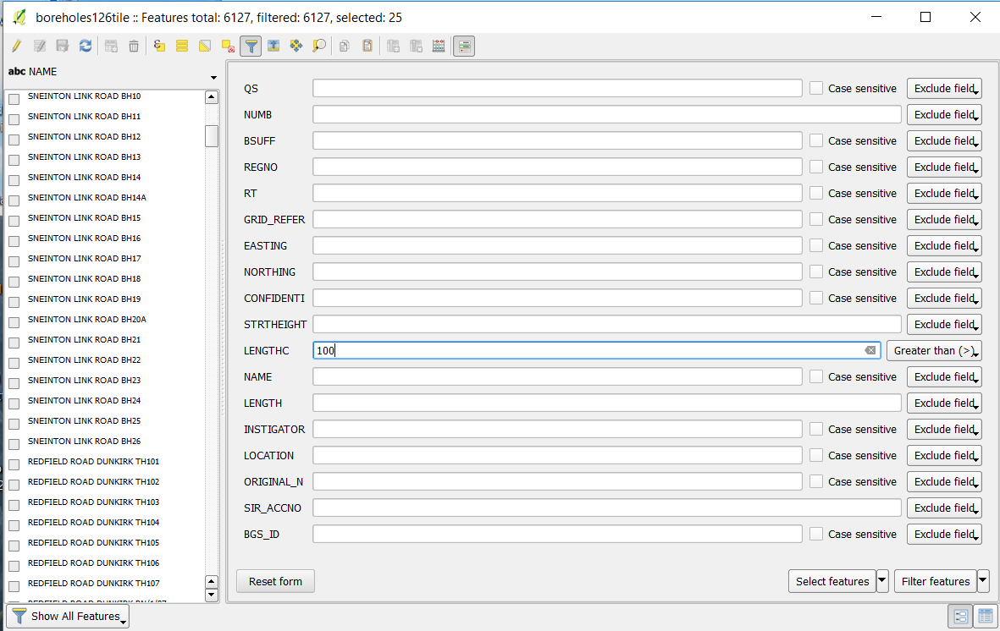 boreholes126tile :: Features total: 6127, filtered: 6127, selected: 25
abc NAME
SNEINTON LINK ROAD BH10
SNEINTON LINK ROAD BH11
SNEINTON LINK ROAD BH12
SNEINTON LINK ROAD BH13
SNEINTON LINK ROAD BH14
SNEINTON LINK ROAD BH14A
SNEINTON LINK ROAD BH15
SNEINTON LINK ROAD BH16
SNEINTON LINK ROAD BH17
SNEINTON LINK ROAD BH18
SNEINTON LINK ROAD BH19
SNEINTON LINK ROAD BH20A
SNEINTON LINK ROAD BH21
SNEINTON LINK ROAD BH22
SNEINTON LINK ROAD BH23
SNEINTON LINK ROAD BH24
SNEINTON LINK ROAD BH25
SNEINTON LINK ROAD BH26
REDFIELD ROAD DUNKIRK TH101
REDFIELD ROAD DUNKIRK TH102
REDFIELD ROAD DUNKIRK TH103
REDFIELD ROAD DUNKIRK TH104
REDFIELD ROAD DUNKIRK TH105
REDFIELD ROAD DUNKIRK TH106
REDFIELD ROAD DUNKIRK TH107
QS Case sensitive Exclude field
NUMB Exclude field
BSUFF Case sensitive Exclude field
REGNO Case sensitive Exclude field
RT Case sensitive Exclude field
GRID_REFER Case sensitive Exclude field
EASTING Case sensitive Exclude field
NORTHING Case sensitive Exclude field
CONFIDENTI Case sensitive Exclude field
STRTHEIGHT Exclude field
LENGTHC 100 Greater than (>)
NAME Case sensitive Exclude field
LENGTH Exclude field
INSTIGATOR Case sensitive Exclude field
LOCATION Case sensitive Exclude field
ORIGINAL_N Case sensitive Exclude field
SIR_ACCNO Exclude field
BGS_ID Case sensitive Exclude field
Reset form Select features Filter features
Show All Features